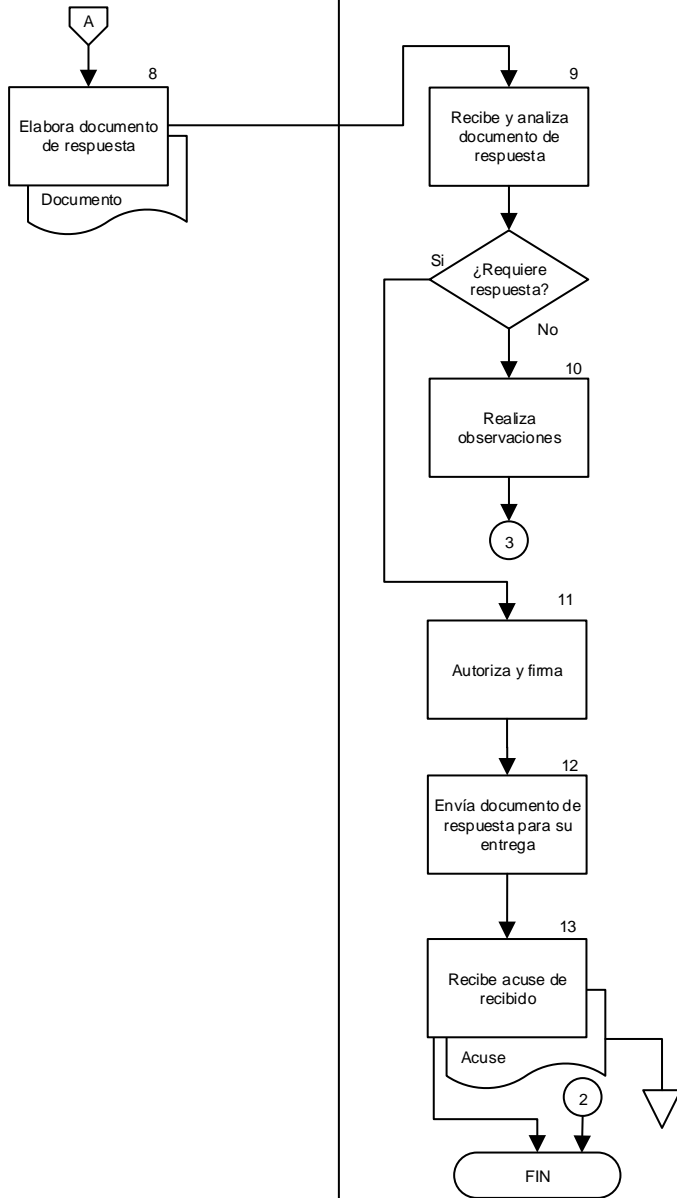 A
8
Elabora documento
de respuesta
Documento
9
Recibe y analiza
documento de
respuesta
Si
¿Requiere
respuesta?
No
10
Realiza
observaciones
3
11
Autoriza y firma
12
Envía documento de
respuesta para su
entrega
13
Recibe acuse de
recibido
Acuse
2
FIN